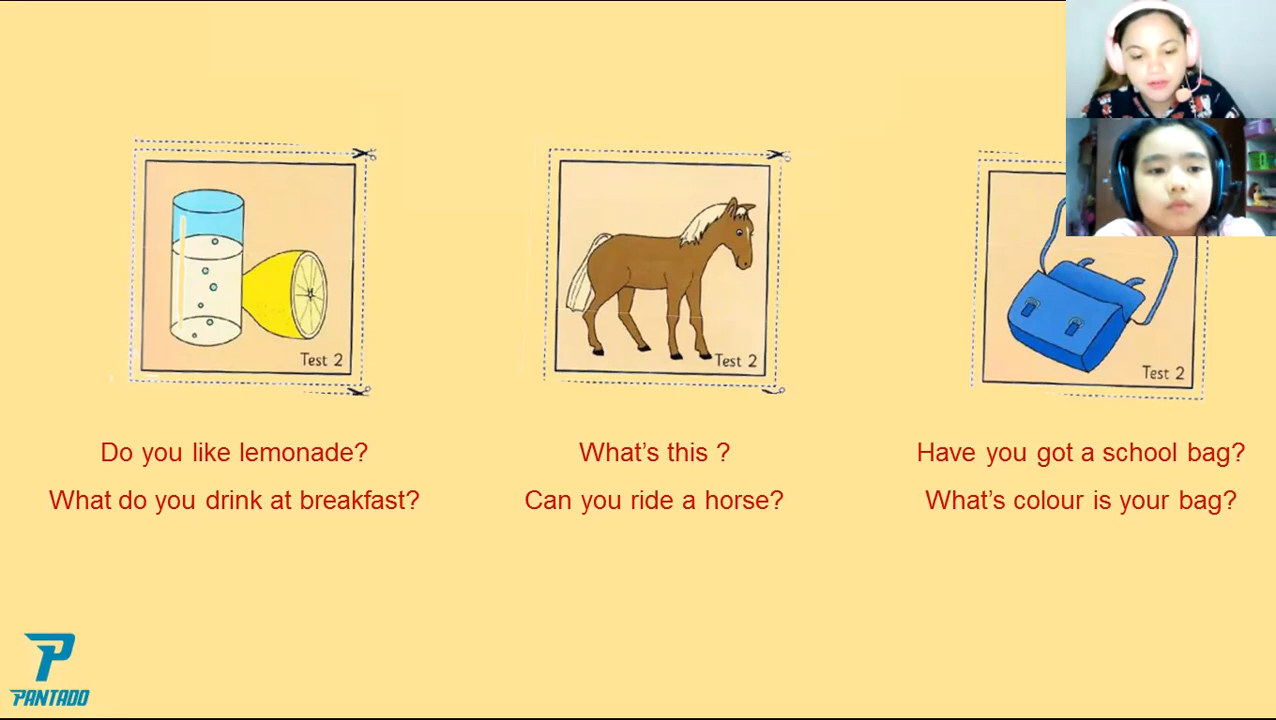 Test 2
Test 2
Test 2
Do you like lemonade?
What's this ?
Have you got a school bag?
What do you drink at breakfast?
Can you ride a horse?
What's colour is your bag?
PANTADO